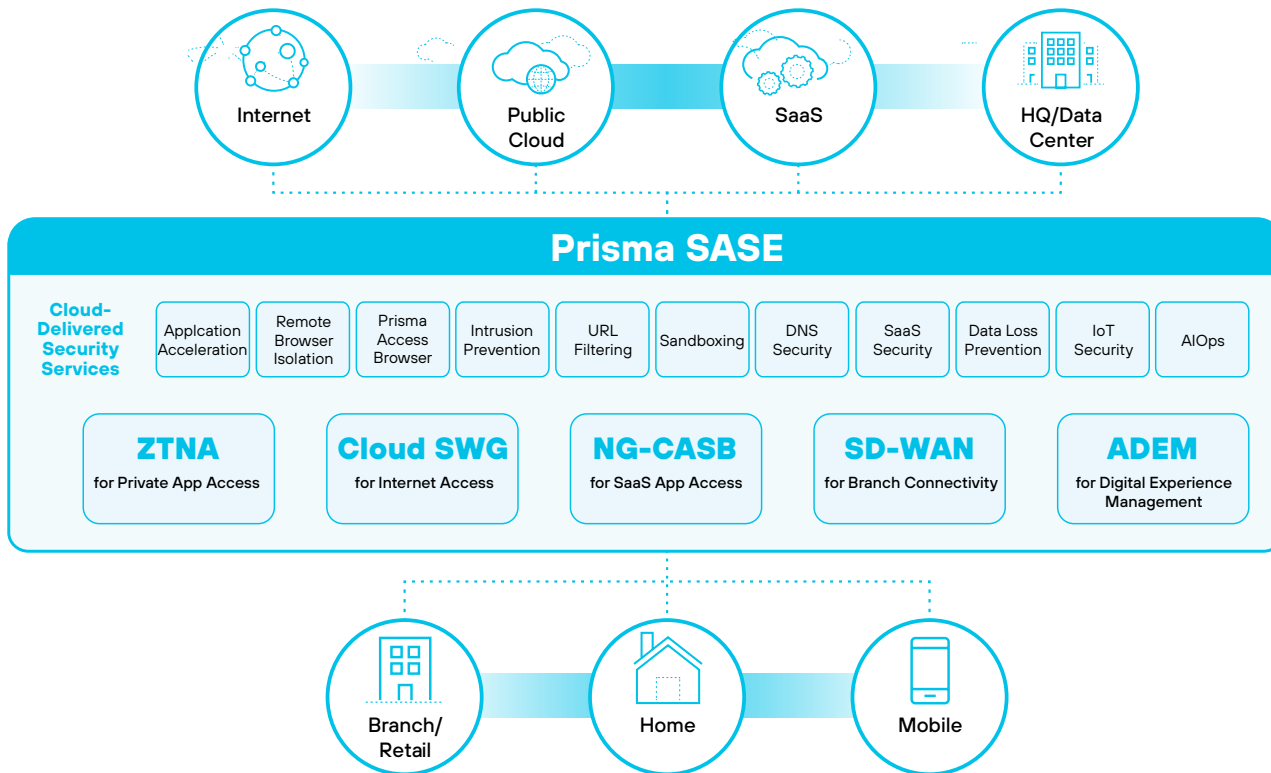 Internet
Public
Cloud
SaaS
HQ/Data
Center
Prisma SASE
Cloud-
Delivered
Security
Services
Applcation
Acceleration
Remote
Browser
Isolation
Prisma
Access
Browser
Intrusion
Prevention
URL
Filtering
Sandboxing
DNS
Security
SaaS
Security
Data Loss
Prevention
IoT
Security
AIOps
ZTNA
for Private App Access
Cloud SWG
for Internet Access
NG-CASB
for SaaS App Access
SD-WAN
for Branch Connectivity
ADEM
for Digital Experience
Management
Branch/
Retail
Home
Mobile